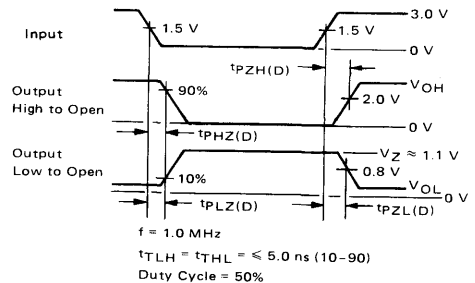 Input
1.5 V
1.5 V
3.0 V
0 V
tPZH(D)
Output
High to Open
90%
VOH
2.0 V
0 V
tPHZ(D)
Output
Low to Open
VZ ≈ 1.1 V
10%
0.8 V
VOL
0 V
tPLZ(D)
tPZL(D)
f = 1.0 MHz
tTLH = tTHL = ≤ 5.0 ns (10-90)
Duty Cycle = 50%